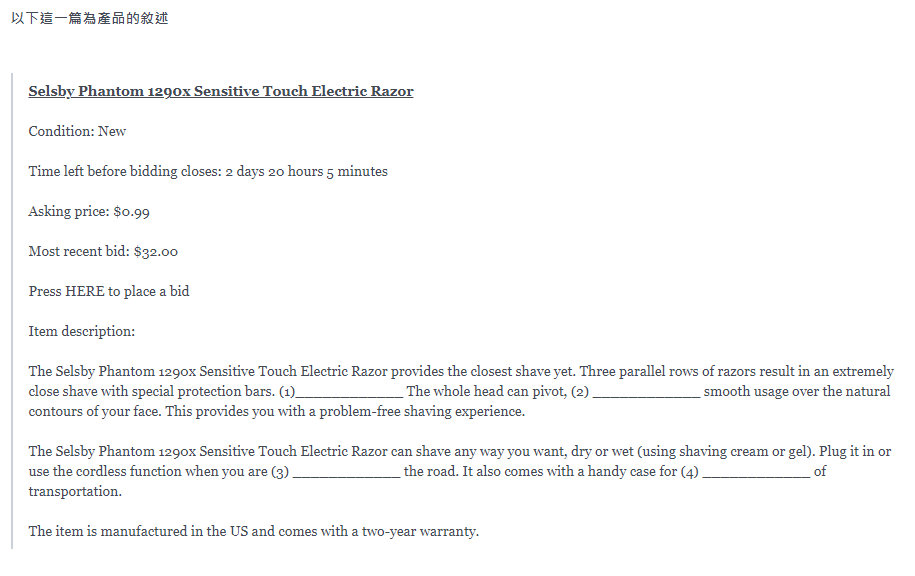 以下這一篇為產品的敘述
Selsby Phantom 1290x Sensitive Touch Electric Razor
Condition: New
Time left before bidding closes: 2 days 20 hours 5 minutes
Asking price: $0.99
Most recent bid: $32.00
Press HERE to place a bid
Item description:
The Selsby Phantom 1290x Sensitive Touch Electric Razor provides the closest shave yet. Three parallel rows of razors result in an extremely
close shave with special protection bars. (1)____________ The whole head can pivot, (2) ____________ smooth usage over the natural
contours of your face. This provides you with a problem-free shaving experience.
The Selsby Phantom 1290x Sensitive Touch Electric Razor can shave any way you want, dry or wet (using shaving cream or gel). Plug it in or
use the cordless function when you are (3) ____________ the road. It also comes with a handy case for (4) ____________ of
transportation.
The item is manufactured in the US and comes with a two-year warranty.